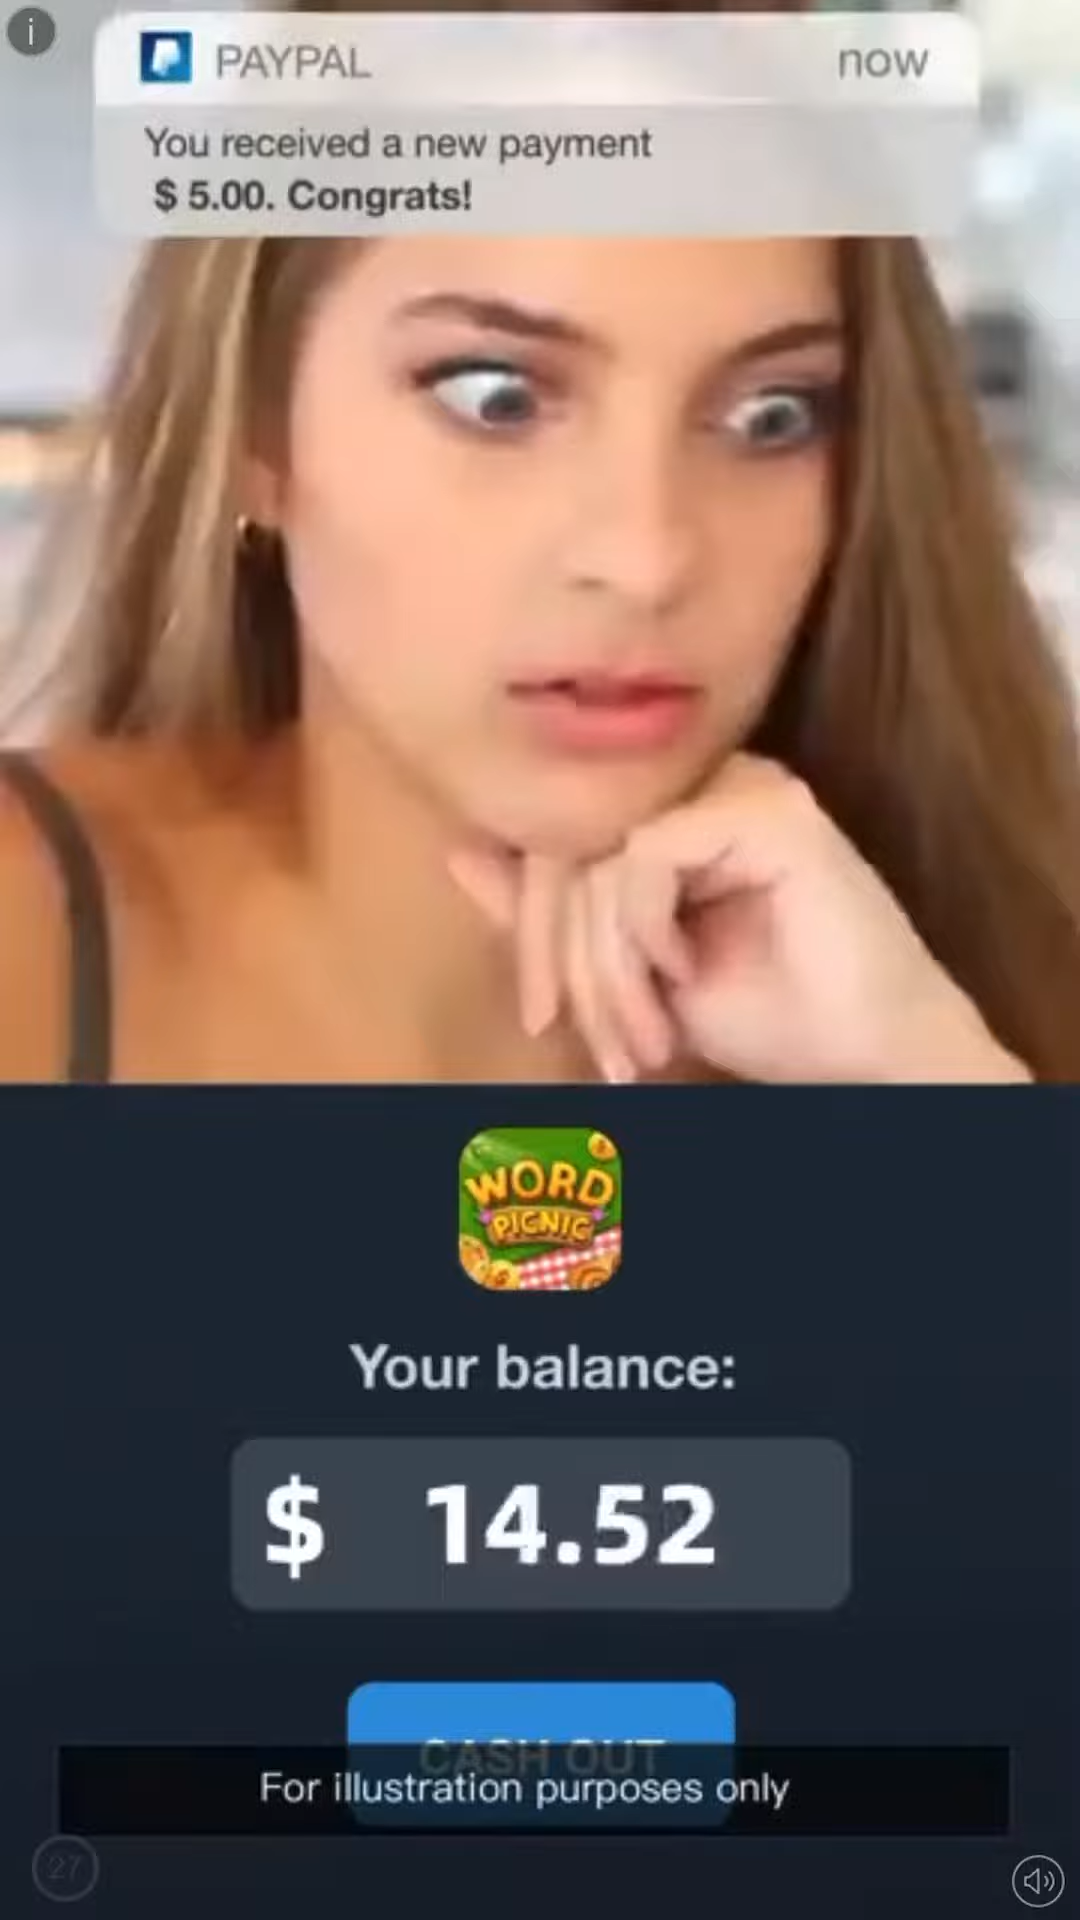 i
PAYPAL now
You received a new payment
$ 5.00. Congrats!
WORD
PICNIC
Your balance:
$ 14.52
CASH OUT
For illustration purposes only
27